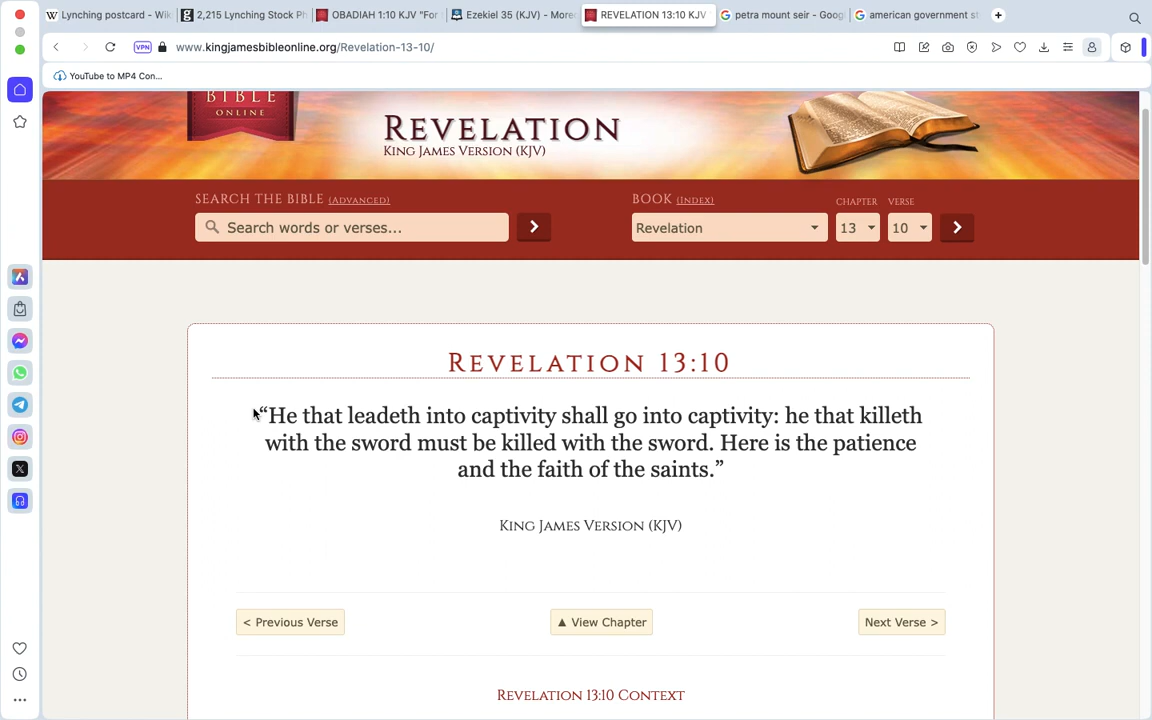 Lynching postcard - Wik
2,215 Lynching Stock Ph
OBADIAH 1:10 KJV "For
Ezekiel 35 (KJV) - More
REVELATION 13:10 KJV
petra mount seir - Goog
american government st
VPN
www.kingjamesbibleonline.org/Revelation-13-10/
YouTube to MP4 Con...
BIBLE
ONLINE
REVELATION
KING JAMES VERSION (KJV)
SEARCH THE BIBLE (ADVANCED)
BOOK (INDEX)
CHAPTER
VERSE
Search words or verses...
Revelation
13
10
REVELATION 13:10
“He that leadeth into captivity shall go into captivity: he that killeth
with the sword must be killed with the sword. Here is the patience
and the faith of the saints.”
KING JAMES VERSION (KJV)
< Previous Verse
▲ View Chapter
Next Verse >
REVELATION 13:10 CONTEXT